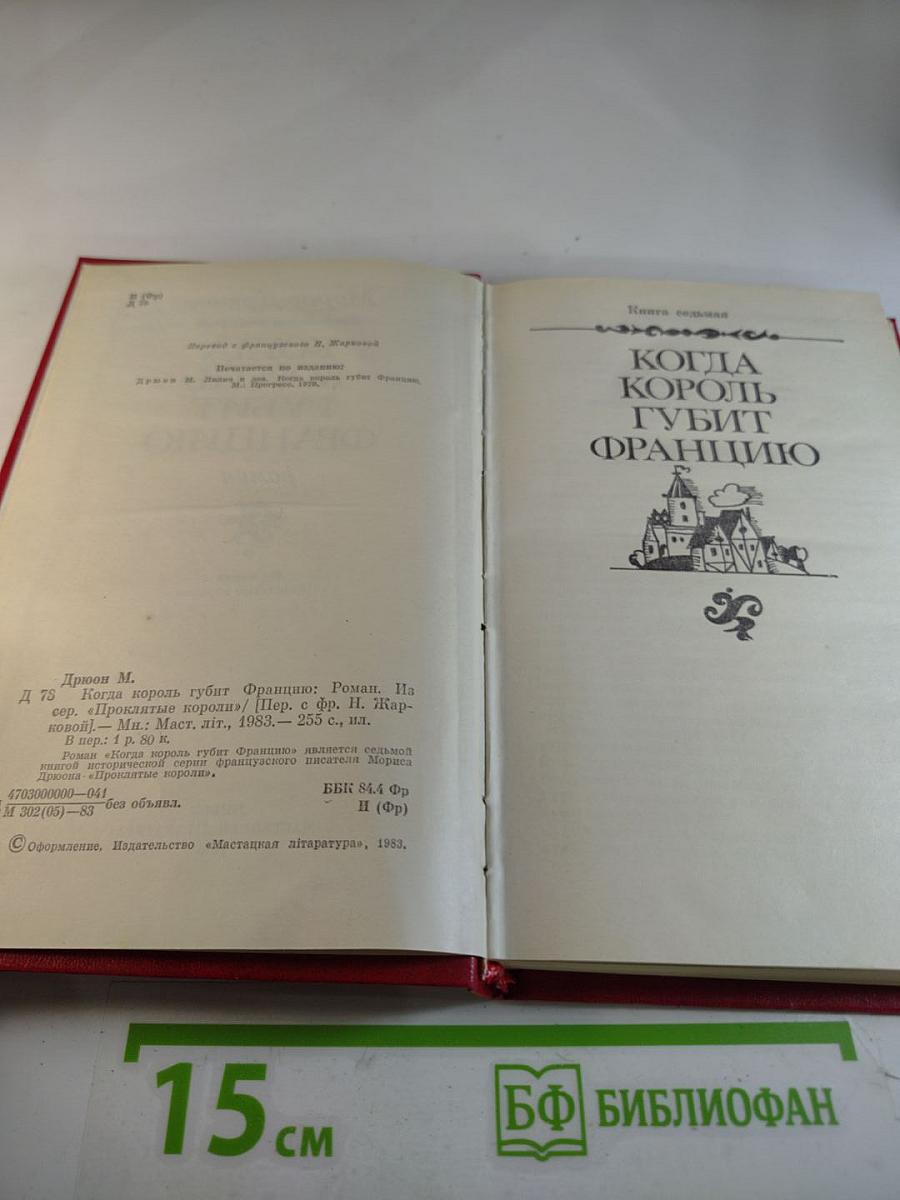 И (Фр)
Д 78
Перевод с французского Н. Жарковой
Печатается по изданию:
Дрюон М. Лилия и лев. Когда король губит Францию.
М.: Прогресс, 1979.
Дрюон М.
Д 78 Когда король губит Францию: Роман. Из
сер. «Проклятые короли»/ [Пер. с фр. Н. Жар-
ковой].— Мн.: Маст. літ., 1983.— 255 с., ил.
В пер.: 1 р. 80 к.
Роман «Когда король губит Францию» является седьмой
книгой исторической серии французского писателя Мориса
Дрюона «Проклятые короли».
4703000000—041
М 302(05)—83 без объявл.
ББК 84.4 Фр
И (Фр)
© Оформление, Издательство «Мастацкая літаратура», 1983.
Книга седьмая
КОГДА
КОРОЛЬ
ГУБИТ
ФРАНЦИЮ
15 см
БФ БИБЛИОФАН